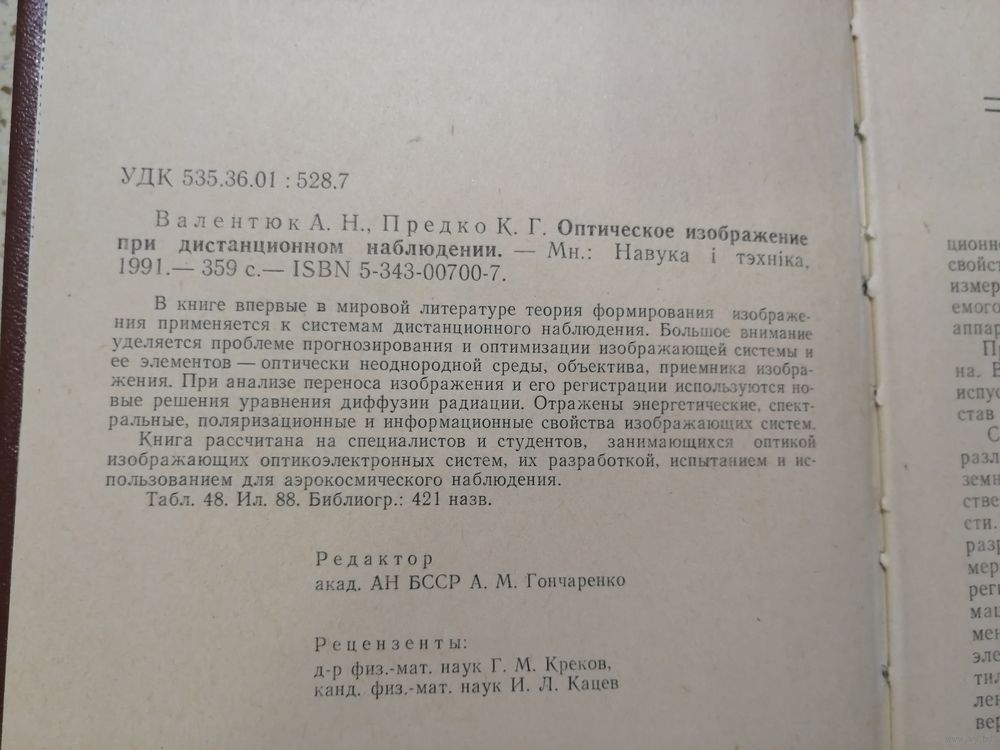 УДК 535.36.01 : 528.7
Валентюк А. Н., Предко К. Г. Оптическое изображение
при дистанционном наблюдении. — Мн.: Навука і тэхніка,
1991.— 359 с.— ISBN 5-343-00700-7.
В книге впервые в мировой литературе теория формирования изображе-
ния применяется к системам дистанционного наблюдения. Большое внимание
уделяется проблеме прогнозирования и оптимизации изображающей системы и
ее элементов — оптически неоднородной среды, объектива, приемника изобра-
жения. При анализе переноса изображения и его регистрации используются но-
вые решения уравнения диффузии радиации. Отражены энергетические, спект-
ральные, поляризационные и информационные свойства изображающих систем.
Книга рассчитана на специалистов и студентов, занимающихся оптикой
изображающих оптикоэлектронных систем, их разработкой, испытанием и ис-
пользованием для аэрокосмического наблюдения.
Табл. 48. Ил. 88. Библиогр.: 421 назв.
Редактор
акад. АН БССР А. М. Гончаренко
Рецензенты:
д-р физ.-мат. наук Г. М. Креков,
канд. физ.-мат. наук И. Л. Кацев